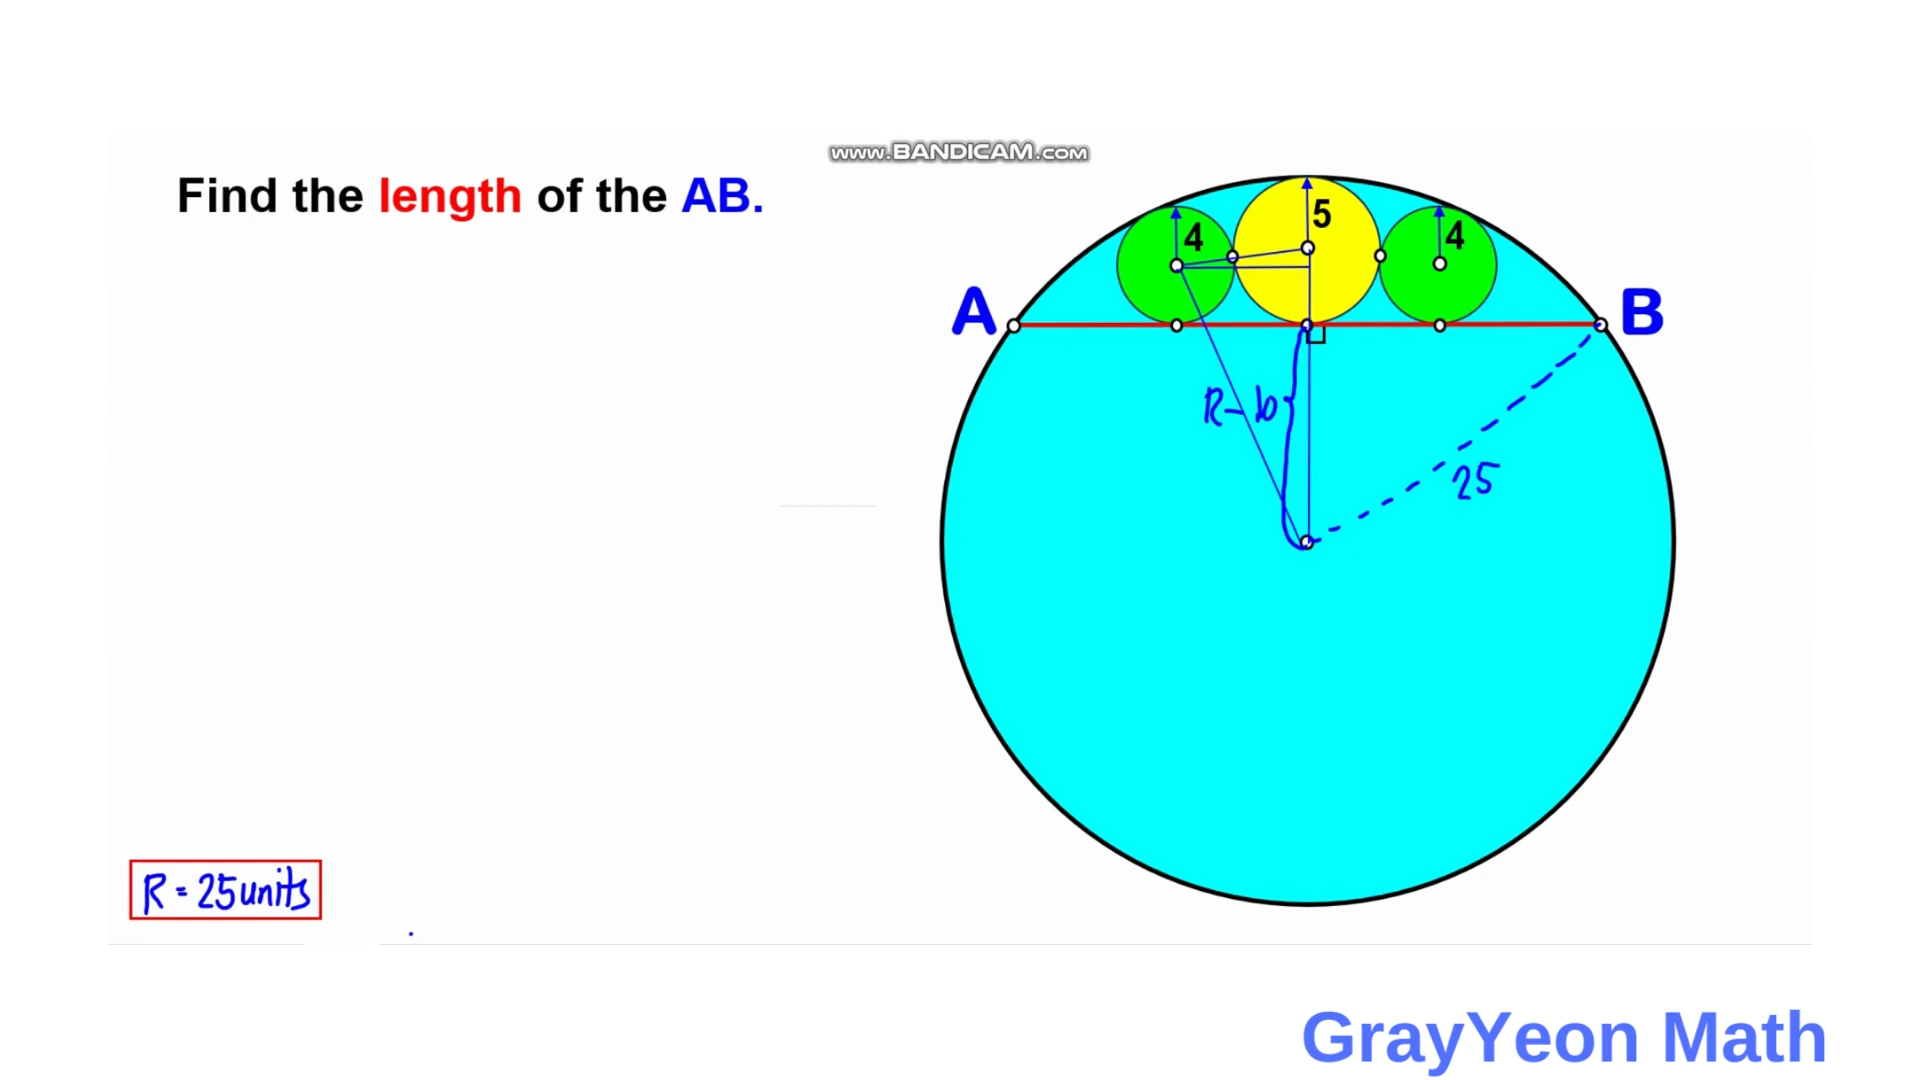 www.BANDICAM.com
Find the length of the AB.
5
4
4
A
B
R-10
25
R = 25units
GrayYeon Math